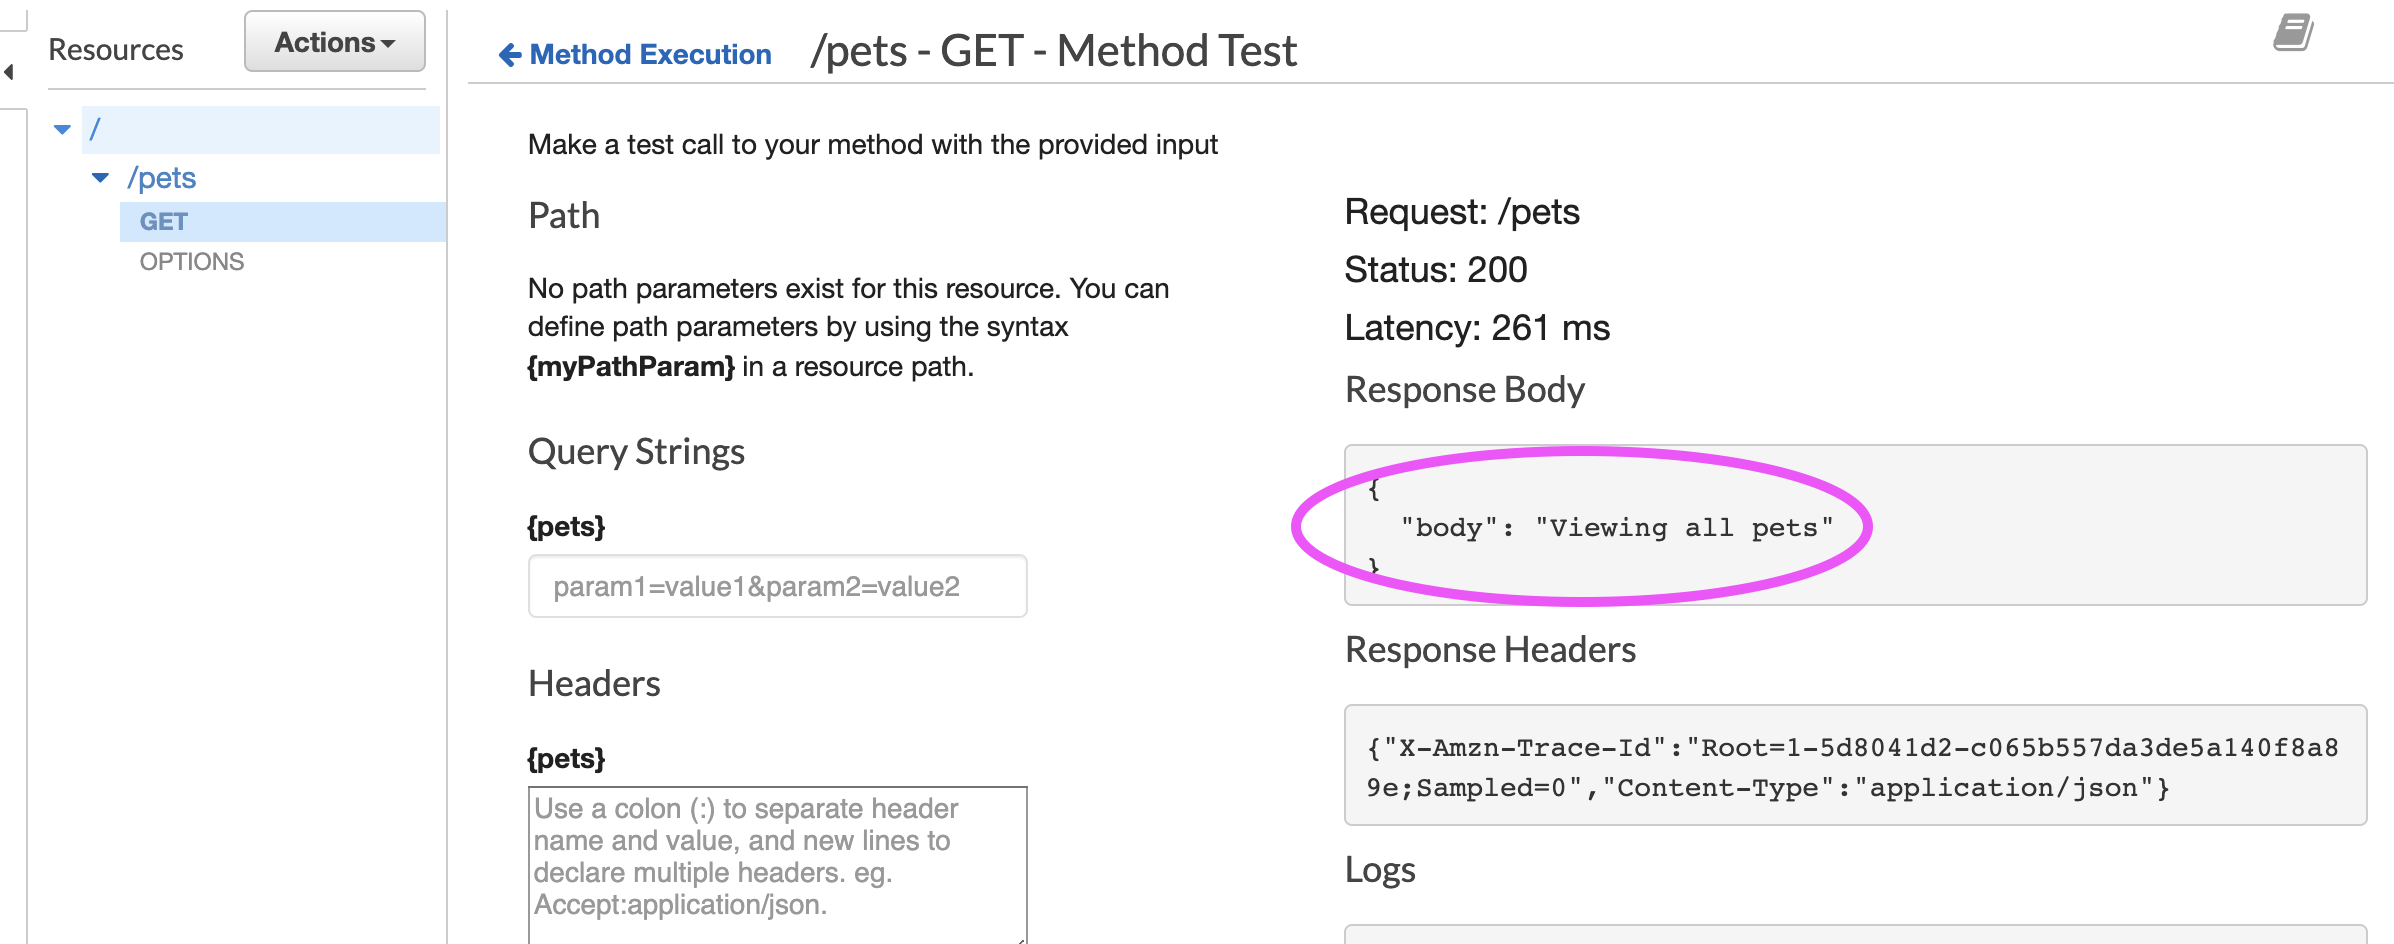 Resources
Actions
/
/pets
GET
OPTIONS
Method Execution
/pets - GET - Method Test
Make a test call to your method with the provided input
Path
No path parameters exist for this resource. You can
define path parameters by using the syntax
{myPathParam} in a resource path.
Query Strings
{pets}
param1=value1&param2=value2
Headers
{pets}
Use a colon (:) to separate header
name and value, and new lines to
declare multiple headers. eg.
Accept:application/json.
Request: /pets
Status: 200
Latency: 261 ms
Response Body
{
"body": "Viewing all pets"
}
Response Headers
{"X-Amzn-Trace-Id":"Root=1-5d8041d2-c065b557da3de5a140f8a8
9e;Sampled=0","Content-Type":"application/json"}
Logs